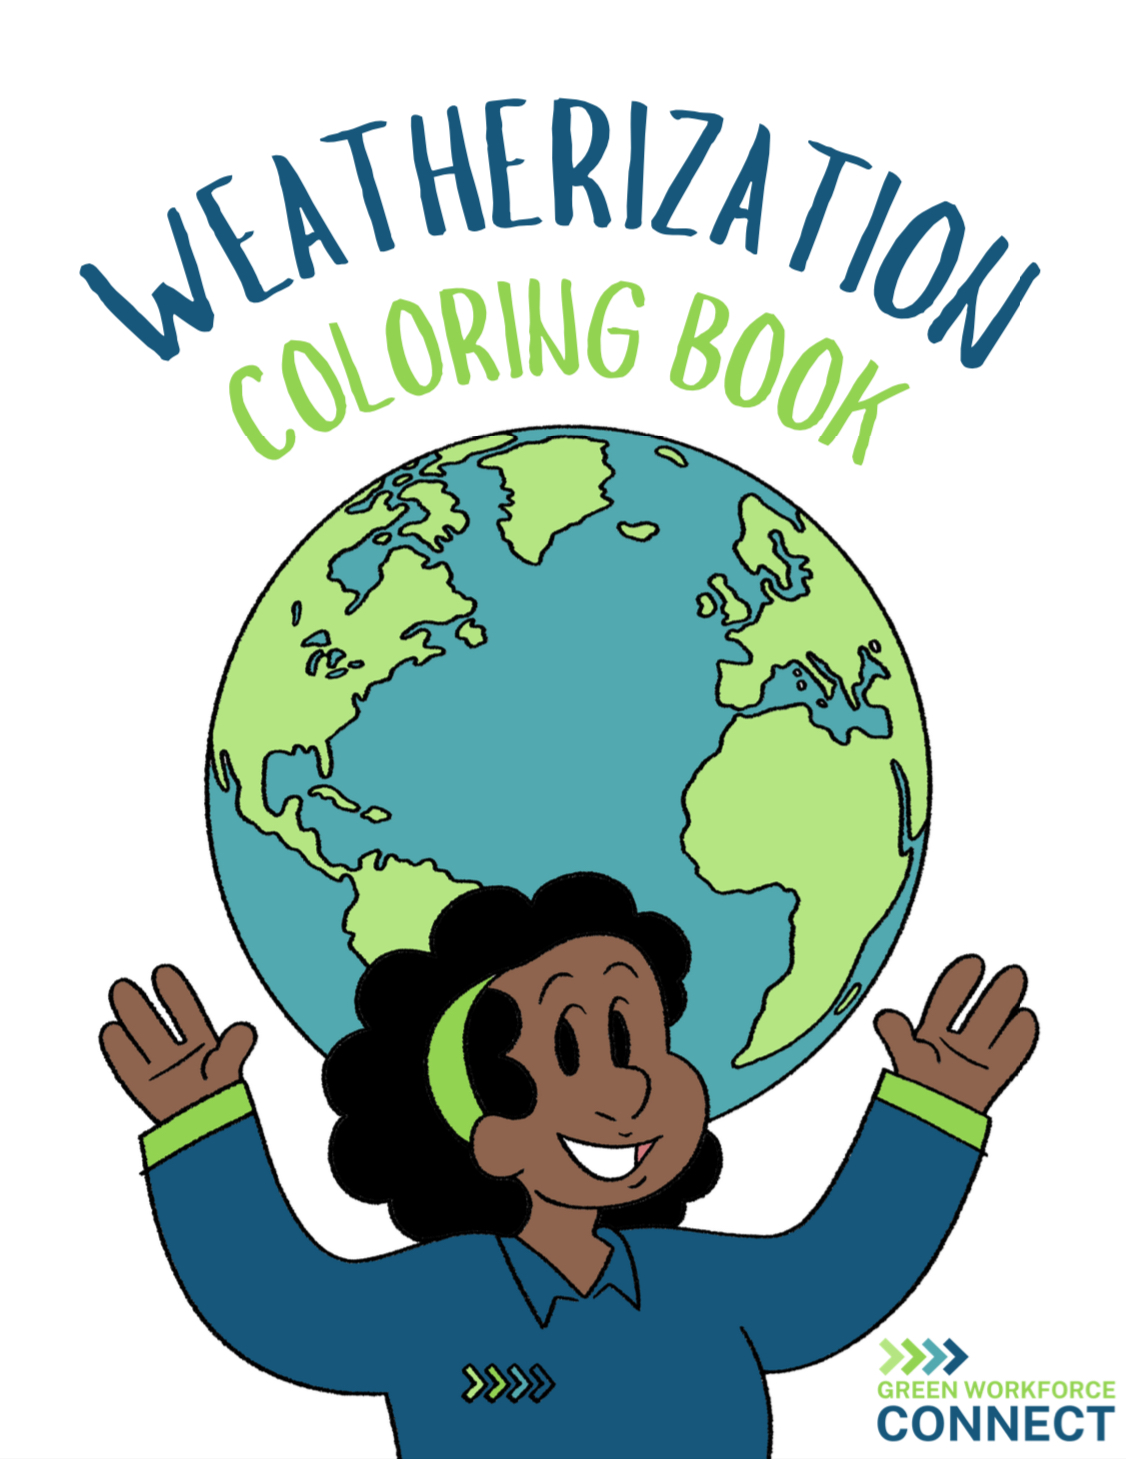 WEATHERIZATION
COLORING BOOK
GREEN WORKFORCE
CONNECT